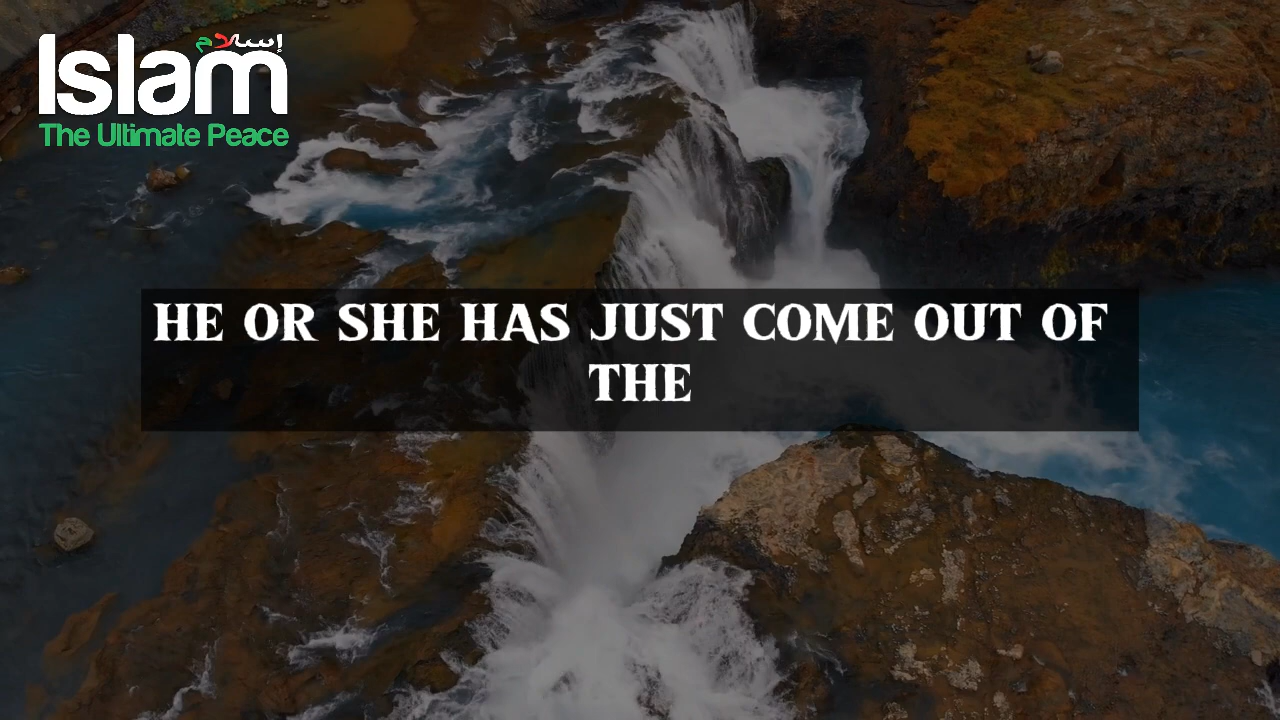 إسلام
Islam
The Ultimate Peace
HE OR SHE HAS JUST COME OUT OF
THE